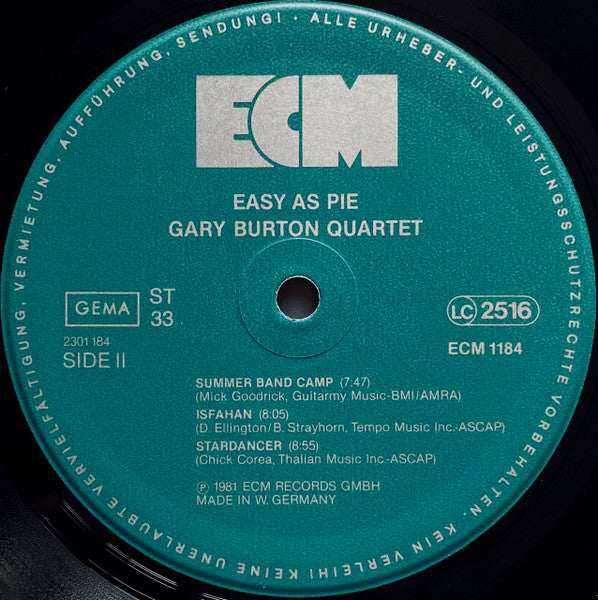 ECM
EASY AS PIE
GARY BURTON QUARTET
GEMA
ST
33
2301 184
SIDE II
LC 2516
ECM 1184
SUMMER BAND CAMP (7:47)
(Mick Goodrick, Guitarmy Music-BMI/AMRA)
ISFAHAN (8:05)
(D. Ellington/B. Strayhorn, Tempo Music Inc.-ASCAP)
STARDANCER (8:55)
(Chick Corea, Thalian Music Inc.-ASCAP)
Ⓟ 1981 ECM RECORDS GMBH
MADE IN W. GERMANY
ALLE URHEBER- UND LEISTUNGSSCHUTZRECHTE VORBEHALTEN. KEIN VERLEIH! KEINE UNERLAUBTE VERVIELFÄLTIGUNG, VERMIETUNG, AUFFÜHRUNG, SENDUNG! ·